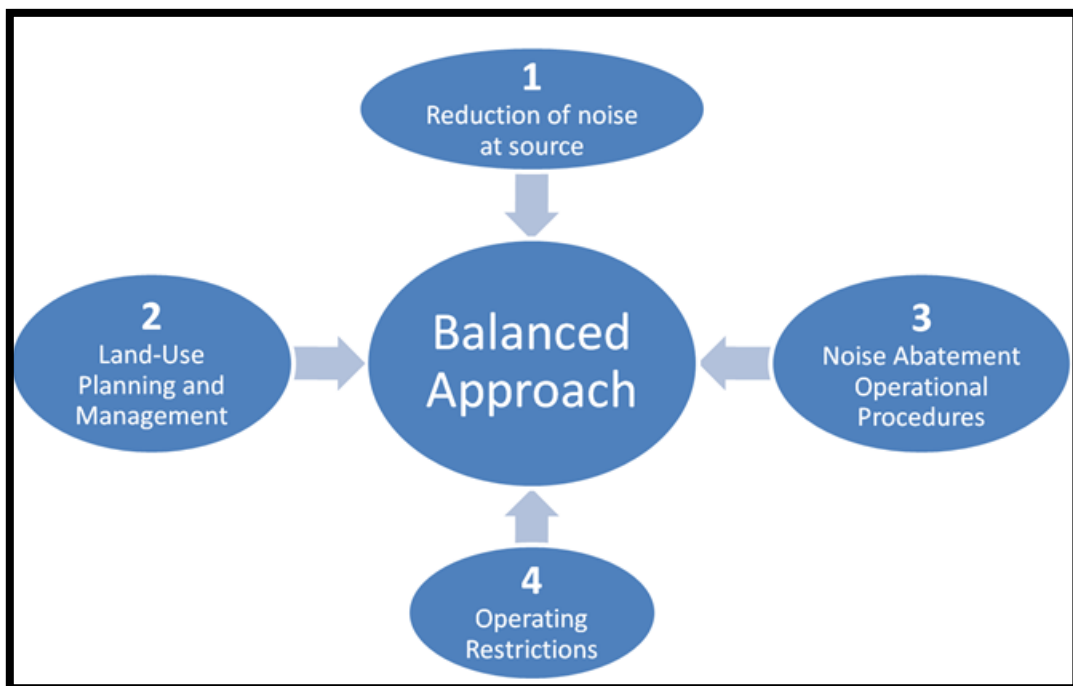 1
Reduction of noise
at source
2
Land-Use
Planning and
Management
Balanced
Approach
3
Noise Abatement
Operational
Procedures
4
Operating
Restrictions